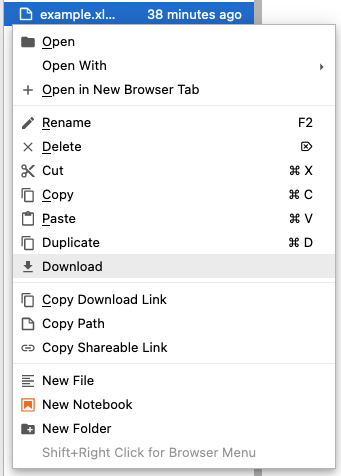 example.xl... 38 minutes ago
Open
Open With
Open in New Browser Tab
Rename F2
Delete
Cut ⌘ X
Copy ⌘ C
Paste ⌘ V
Duplicate ⌘ D
Download
Copy Download Link
Copy Path
Copy Shareable Link
New File
New Notebook
New Folder
Shift+Right Click for Browser Menu